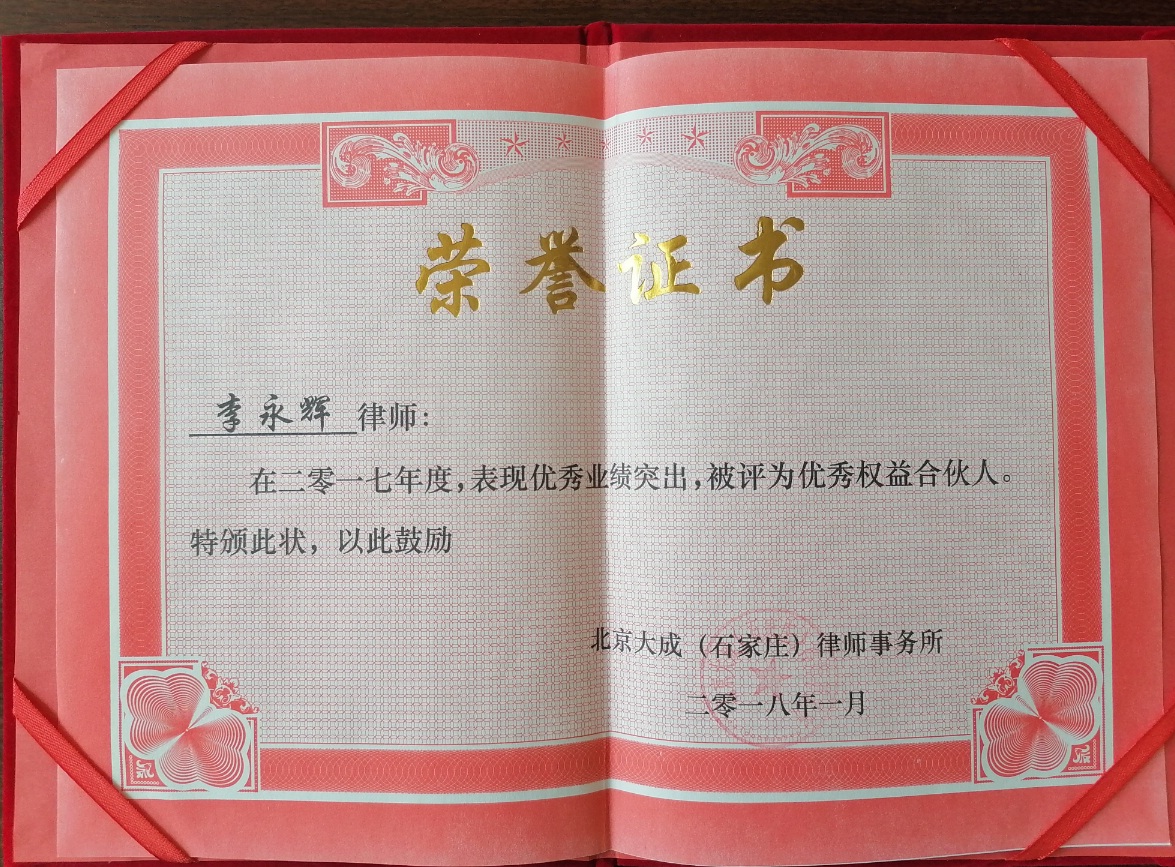 荣誉证书
李永辉 律师：
在二零一七年度，表现优秀业绩突出，被评为优秀权益合伙人。
特颁此状，以此鼓励
北京大成（石家庄）律师事务所
二零一八年一月